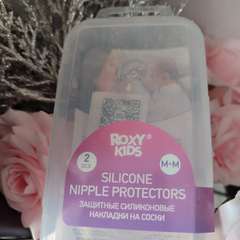 ROXY
KIDS
2
M+M
SILICONE
NIPPLE PROTECTORS
ЗАЩИТНЫЕ СИЛИКОНОВЫЕ
НАКЛАДКИ НА СОСКИ